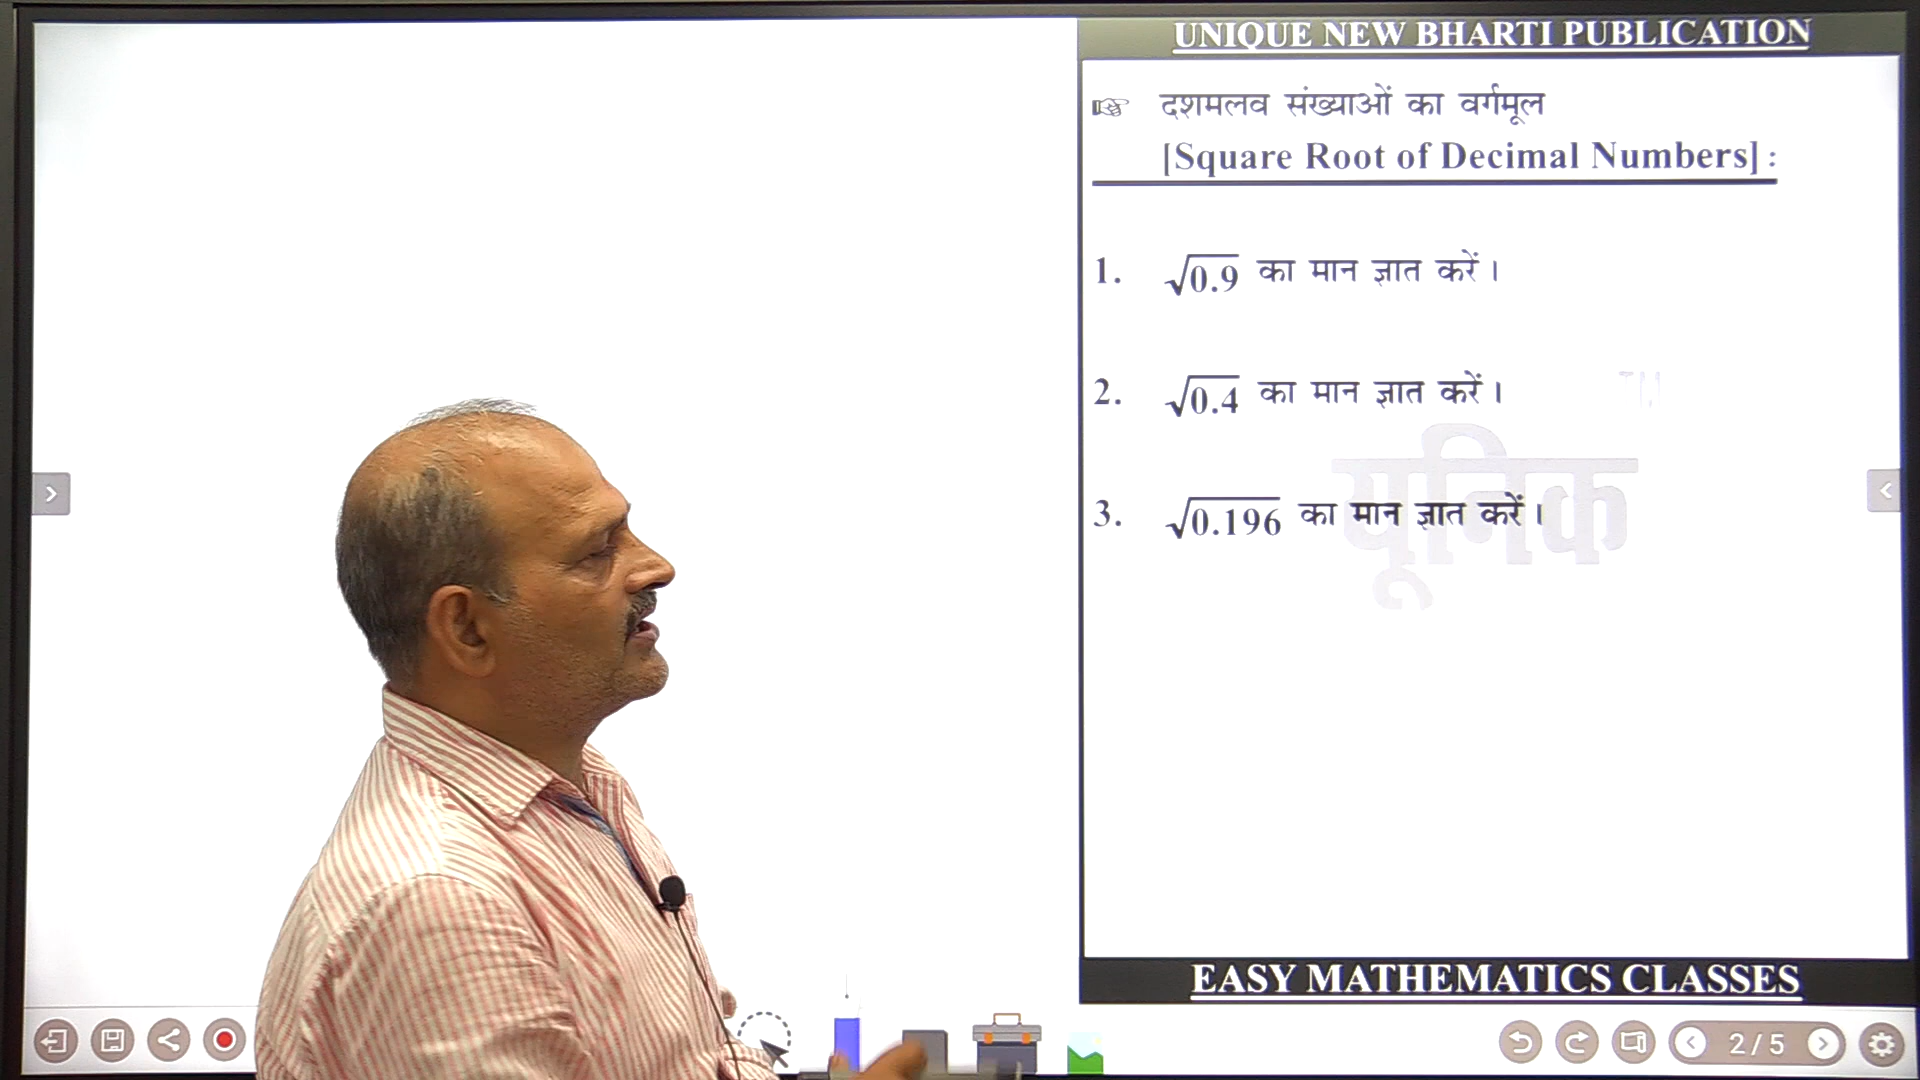 UNIQUE NEW BHARTI PUBLICATION
☞ दशमलव संख्याओं का वर्गमूल
[Square Root of Decimal Numbers] :
1. √0.9 का मान ज्ञात करें।
2. √0.4 का मान ज्ञात करें।
TM
यूनिक
3. √0.196 का मान ज्ञात करें।
EASY MATHEMATICS CLASSES
2 / 5